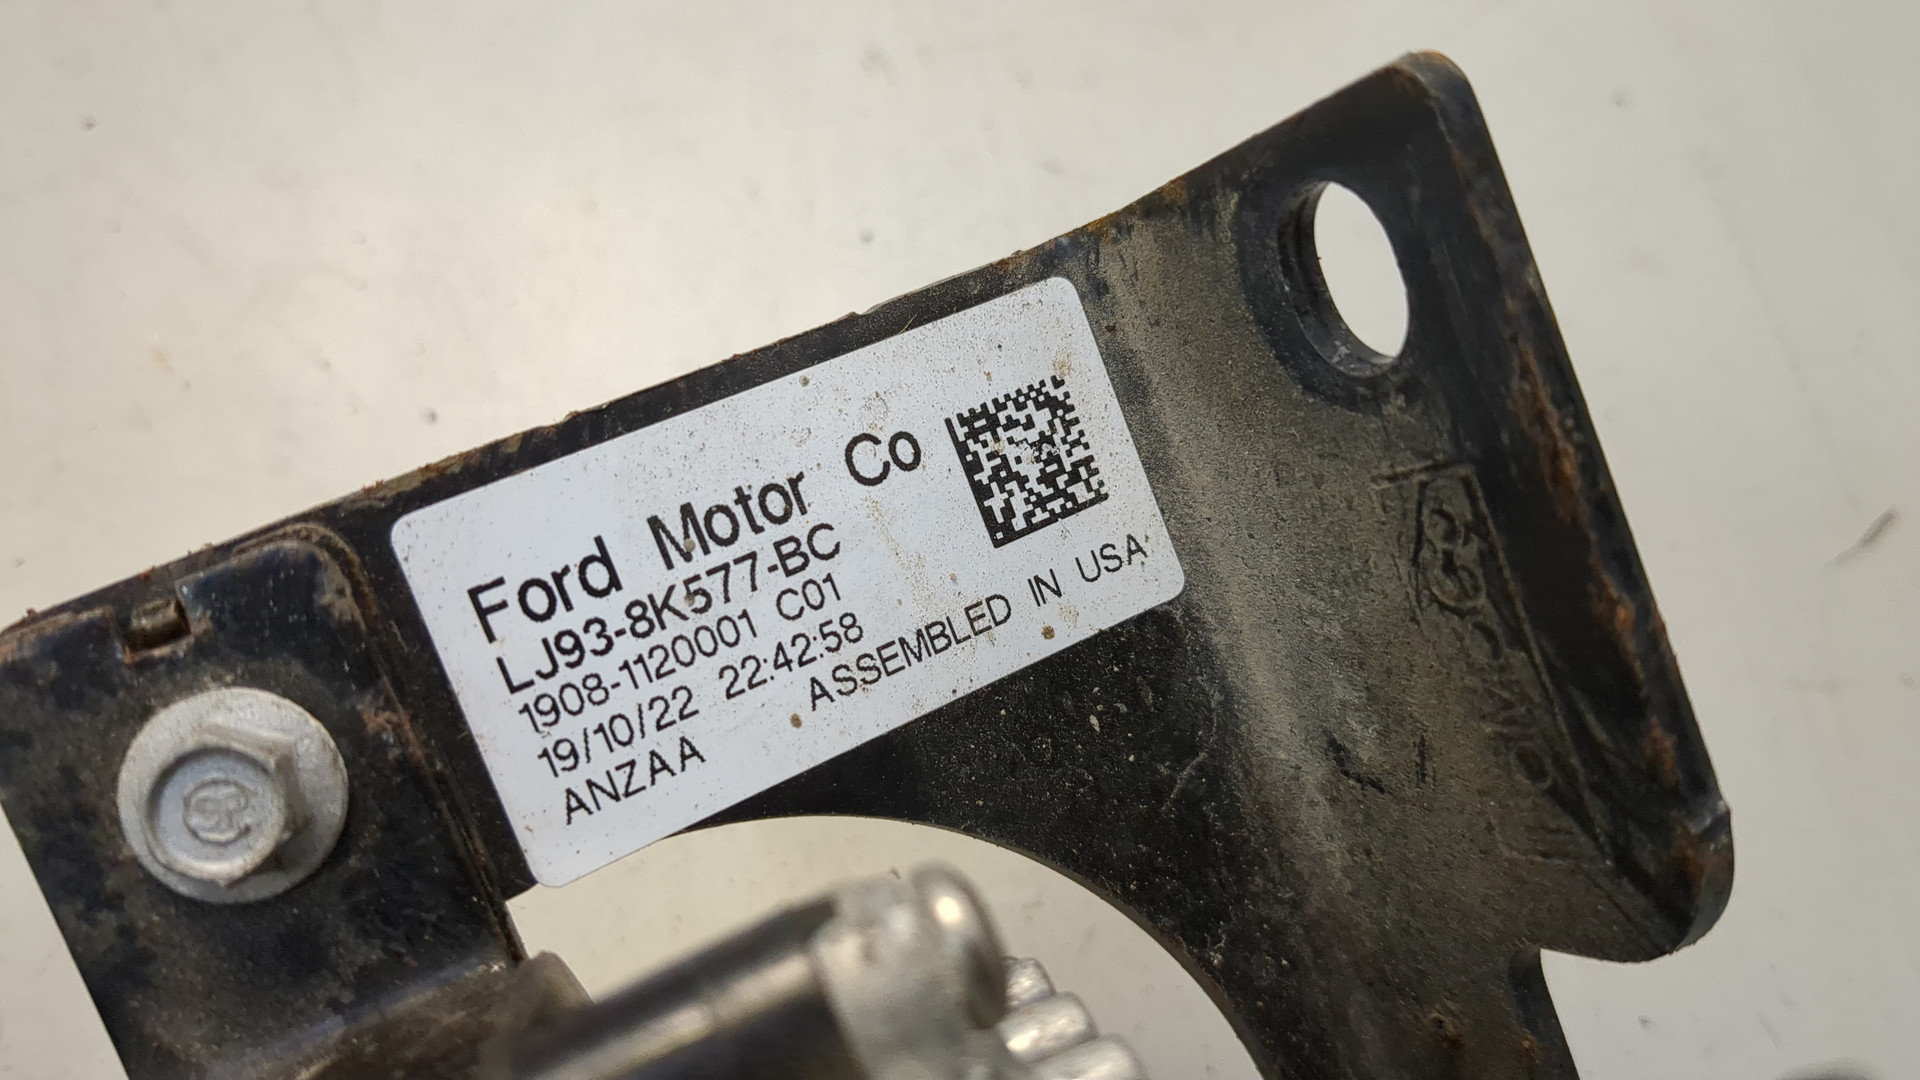 Ford Motor Co
LJ93-8K577-BC
1908-1120001 C01
19/10/22 22:42:58
ANZAA
ASSEMBLED IN USA